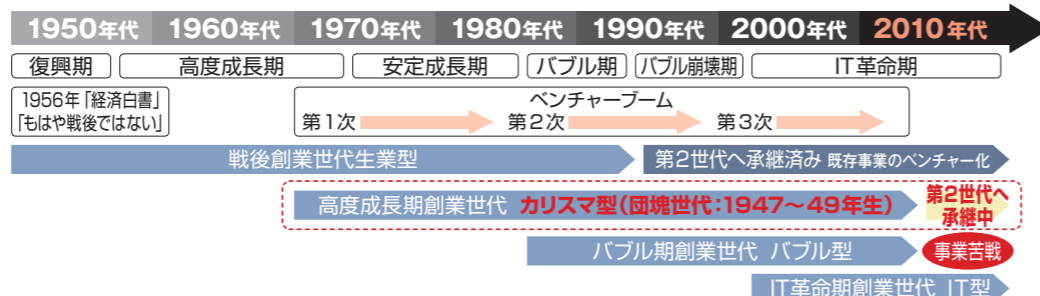 1950年代 1960年代 1970年代 1980年代 1990年代 2000年代 2010年代
復興期 高度成長期 安定成長期 バブル期 バブル崩壊期 IT革命期
1956年「経済白書」
「もはや戦後ではない」
ベンチャーブーム
第1次 第2次 第3次
戦後創業世代生業型 第2世代へ承継済み 既存事業のベンチャー化
高度成長期創業世代 カリスマ型(団塊世代:1947〜49年生)
第2世代へ
承継中
バブル期創業世代 バブル型 事業苦戦
IT革命期創業世代 IT型